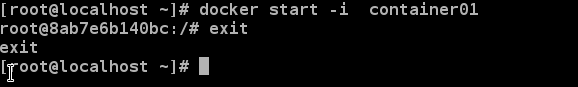 [root@localhost ~]# docker start -i  container01
root@8ab7e6b140bc:/# exit
exit
[root@localhost ~]#